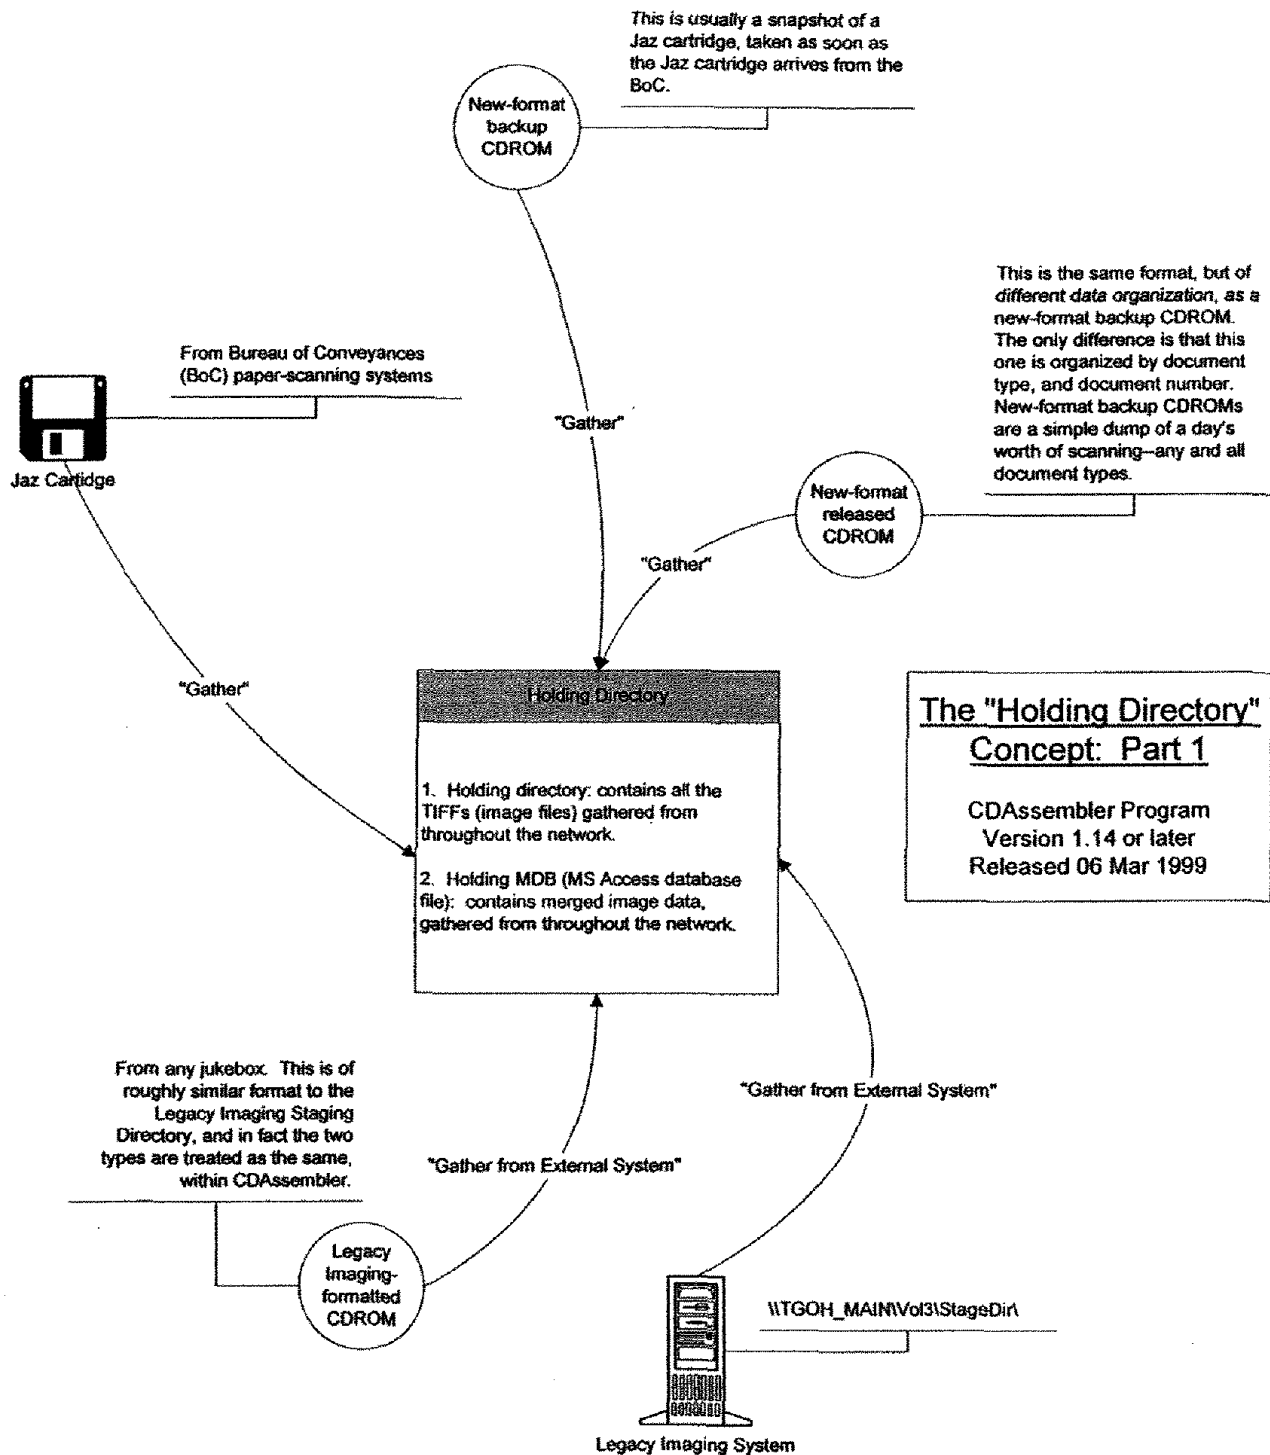 This is usually a snapshot of a
Jaz cartridge, taken as soon as
the Jaz cartridge arrives from the
BoC.
New-format
backup
CDROM
This is the same format, but of
different data organization, as a
new-format backup CDROM.
The only difference is that this
one is organized by document
type, and document number.
New-format backup CDROMs
are a simple dump of a day's
worth of scanning--any and all
document types.
From Bureau of Conveyances
(BoC) paper-scanning systems
Jaz Cartidge
"Gather"
New-format
released
CDROM
"Gather"
"Gather"
Holding Directory
1. Holding directory: contains all the
TIFFs (image files) gathered from
throughout the network.
2. Holding MDB (MS Access database
file): contains merged image data,
gathered from throughout the network.
The "Holding Directory"
Concept: Part 1
CDAssembler Program
Version 1.14 or later
Released 06 Mar 1999
From any jukebox. This is of
roughly similar format to the
Legacy Imaging Staging
Directory, and in fact the two
types are treated as the same,
within CDAssembler.
"Gather from External System"
"Gather from External System"
Legacy
Imaging-
formatted
CDROM
\\TGOH_MAIN\Vol3\StageDir\
Legacy Imaging System